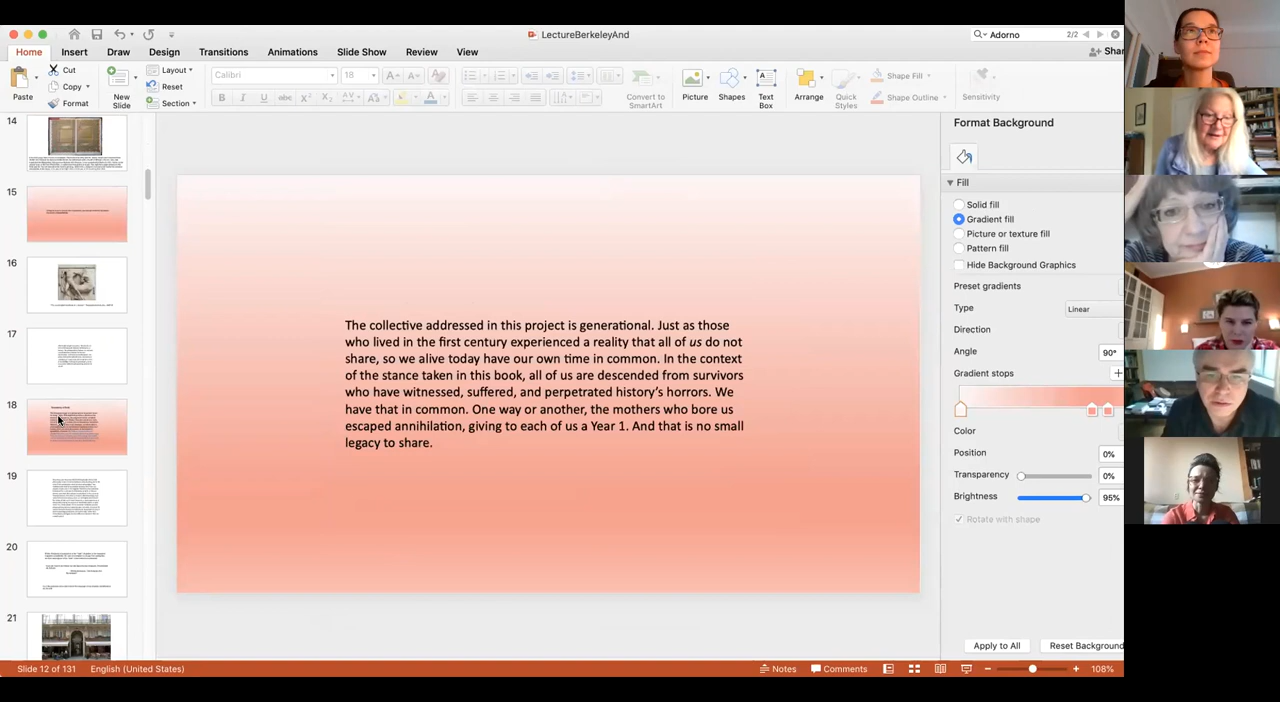 LectureBerkeleyAnd
Adorno
2/2
Home Insert Draw Design Transitions Animations Slide Show Review View
Shar
Paste
Cut
Copy
Format
New Slide
Layout
Reset
Section
Calibri
18
Convert to SmartArt
Picture
Shapes
Text Box
Arrange
Quick Styles
Shape Fill
Shape Outline
Sensitivity
14
15
16
17
18
19
20
21
The collective addressed in this project is generational. Just as those
who lived in the first century experienced a reality that all of us do not
share, so we alive today have our own time in common. In the context
of the stance taken in this book, all of us are descended from survivors
who have witnessed, suffered, and perpetrated history's horrors. We
have that in common. One way or another, the mothers who bore us
escaped annihilation, giving to each of us a Year 1. And that is no small
legacy to share.
Format Background
Fill
Solid fill
Gradient fill
Picture or texture fill
Pattern fill
Hide Background Graphics
Preset gradients
Type Linear
Direction
Angle 90°
Gradient stops
Color
Position 0%
Transparency 0%
Brightness 95%
Rotate with shape
Apply to All Reset Background
Slide 12 of 131 English (United States)
Notes Comments 108%